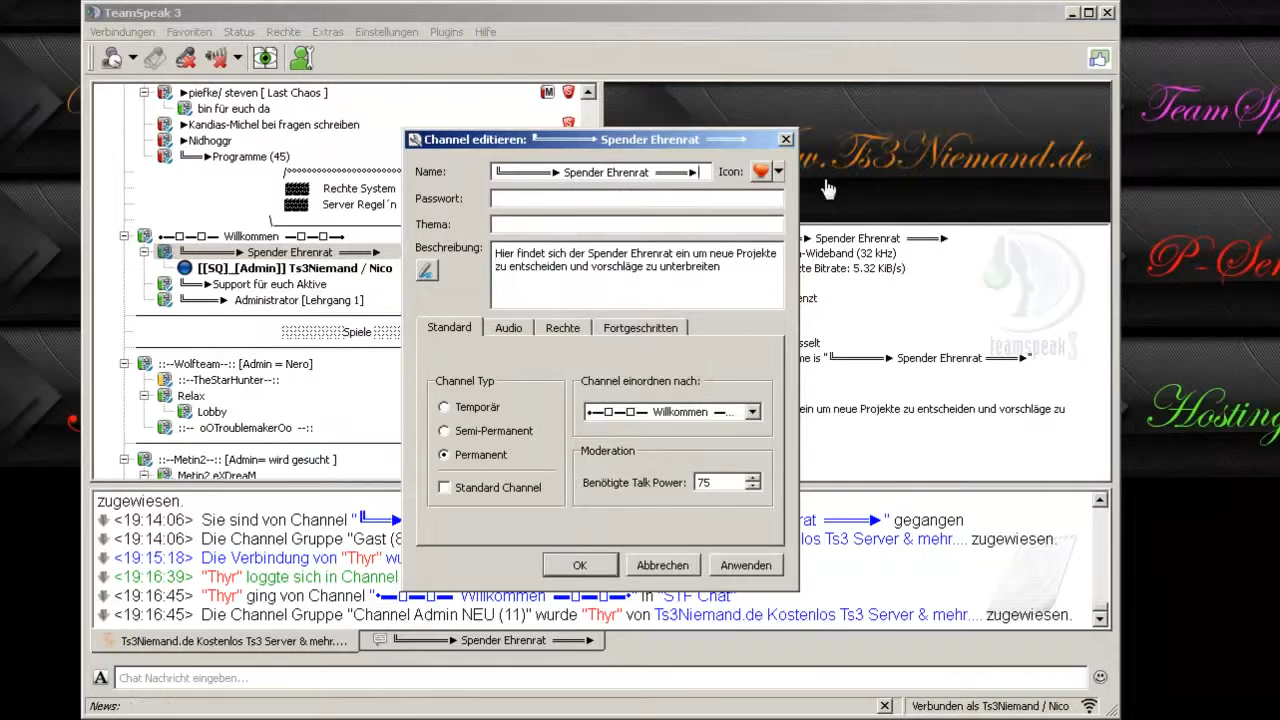 TeamSpeak 3
Verbindungen Favoriten Status Rechte Extras Einstellungen Plugins Hilfe
►piefke/ steven [ Last Chaos ]
bin für euch da
►Kandias-Michel bei fragen schreiben
►Nidhoggr
╚══►Programme (45)
Rechte System
Server Regel´n
•─□─□─ Willkommen ─□─□─•
╚════► Spender Ehrenrat ════►
[[SQ]_[Admin]] Ts3Niemand / Nico
╚══►Support für euch Aktive
╚════► Administrator [Lehrgang 1]
Spiele
::--Wolfteam--:: [Admin = Nero]
::--TheStarHunter--::
Relax
Lobby
::-- oOTroublemakerOo --::
::--Metin2--:: [Admin= wird gesucht ]
Metin2 eXDreaM
w.Ts3Niemand.de
TeamSp
P-Ser
Hosting
Spender Ehrenrat ════►
-Wideband (32 kHz)
te Bitrate: 5.32 KiB/s)
nzt
sselt
me is "╚════► Spender Ehrenrat ════►"
ein um neue Projekte zu entscheiden und vorschläge zu
teamspeak 3
Channel editieren: ╚════► Spender Ehrenrat ════►
Name: ╚════► Spender Ehrenrat ════► Icon:
Passwort:
Thema:
Beschreibung: Hier findet sich der Spender Ehrenrat ein um neue Projekte
zu entscheiden und vorschläge zu unterbreiten
Standard Audio Rechte Fortgeschritten
Channel Typ
Temporär
Semi-Permanent
Permanent
Standard Channel
Channel einordnen nach:
•─□─□─ Willkommen ─...
Moderation
Benötigte Talk Power: 75
OK Abbrechen Anwenden
zugewiesen.
<19:14:06> Sie sind von Channel "╚═► rat ════►" gegangen
<19:14:06> Die Channel Gruppe "Gast (8 los Ts3 Server & mehr.... zugewiesen.
<19:15:18> Die Verbindung von "Thyr" wu
<19:16:39> "Thyr" loggte sich in Channel
<19:16:45> "Thyr" ging von Channel "•─□─□─ Willkommen ─□─□─•" in "STF Chat"
<19:16:45> Die Channel Gruppe "Channel Admin NEU (11)" wurde "Thyr" von Ts3Niemand.de Kostenlos Ts3 Server & mehr.... zugewiesen.
Ts3Niemand.de Kostenlos Ts3 Server & mehr.... ╚════► Spender Ehrenrat ════►
Chat Nachricht eingeben...
News: Verbunden als Ts3Niemand / Nico